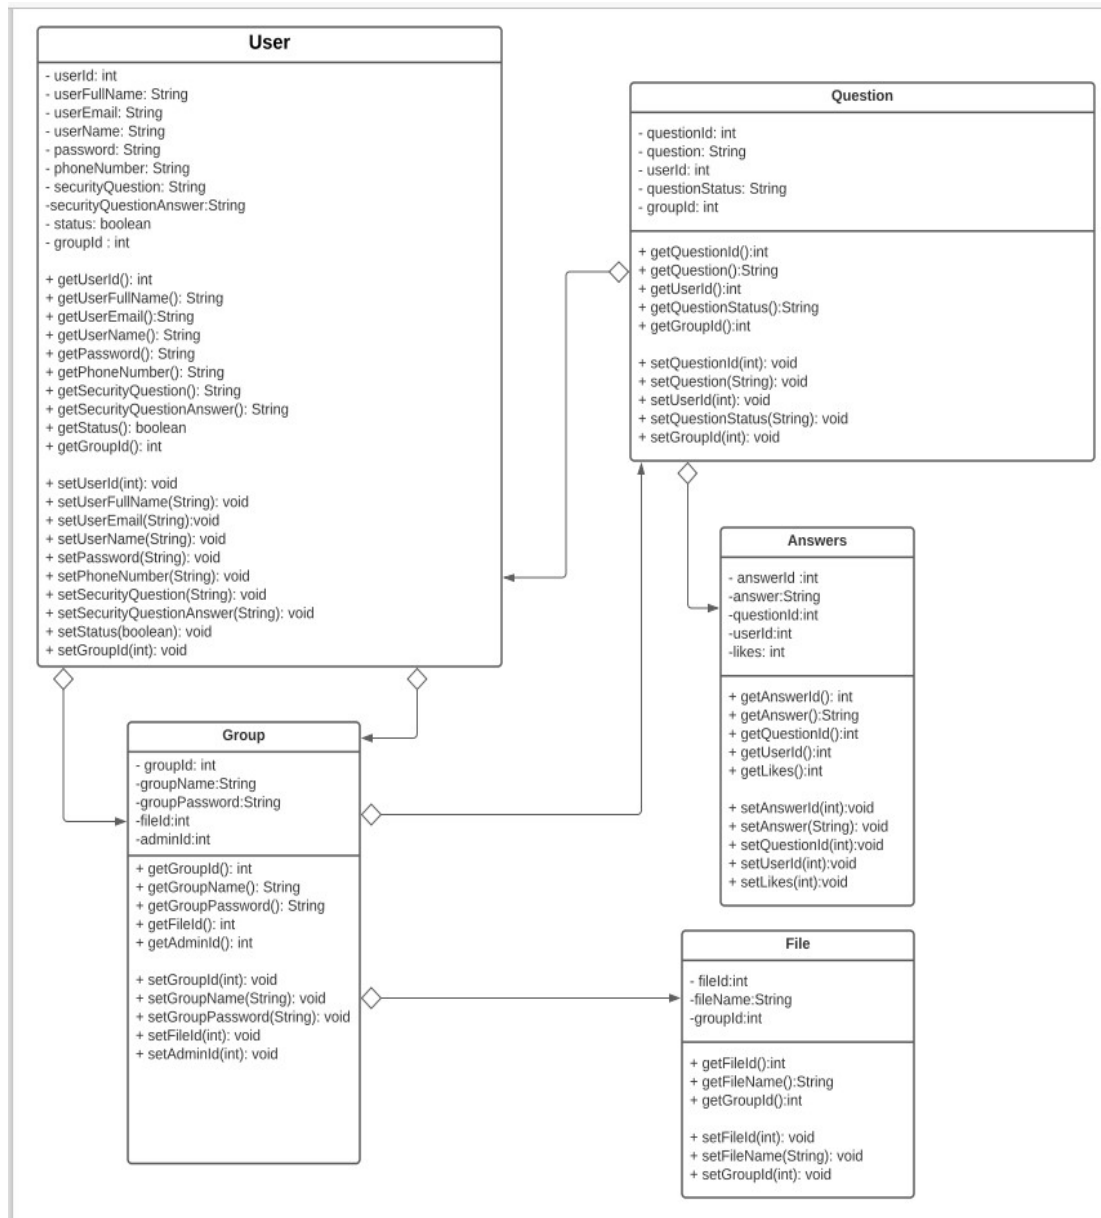 User
- userId: int
- userFullName: String
- userEmail: String
- userName: String
- password: String
- phoneNumber: String
- securityQuestion: String
-securityQuestionAnswer:String
- status: boolean
- groupId : int
+ getUserId(): int
+ getUserFullName(): String
+ getUserEmail():String
+ getUserName(): String
+ getPassword(): String
+ getPhoneNumber(): String
+ getSecurityQuestion(): String
+ getSecurityQuestionAnswer(): String
+ getStatus(): boolean
+ getGroupId(): int
+ setUserId(int): void
+ setUserFullName(String): void
+ setUserEmail(String):void
+ setUserName(String): void
+ setPassword(String): void
+ setPhoneNumber(String): void
+ setSecurityQuestion(String): void
+ setSecurityQuestionAnswer(String): void
+ setStatus(boolean): void
+ setGroupId(int): void
Question
- questionId: int
- question: String
- userId: int
- questionStatus: String
- groupId: int
+ getQuestionId():int
+ getQuestion():String
+ getUserId():int
+ getQuestionStatus():String
+ getGroupId():int
+ setQuestionId(int): void
+ setQuestion(String): void
+ setUserId(int): void
+ setQuestionStatus(String): void
+ setGroupId(int): void
Answers
- answerId :int
-answer:String
-questionId:int
-userId:int
-likes: int
+ getAnswerId(): int
+ getAnswer():String
+ getQuestionId():int
+ getUserId():int
+ getLikes():int
+ setAnswerId(int):void
+ setAnswer(String): void
+ setQuestionId(int):void
+ setUserId(int):void
+ setLikes(int):void
Group
- groupId: int
-groupName:String
-groupPassword:String
-fileId:int
-adminId:int
+ getGroupId(): int
+ getGroupName(): String
+ getGroupPassword(): String
+ getFileId(): int
+ getAdminId(): int
+ setGroupId(int): void
+ setGroupName(String): void
+ setGroupPassword(String): void
+ setFileId(int): void
+ setAdminId(int): void
File
- fileId:int
-fileName:String
-groupId:int
+ getFileId():int
+ getFileName():String
+ getGroupId():int
+ setFileId(int): void
+ setFileName(String): void
+ setGroupId(int): void